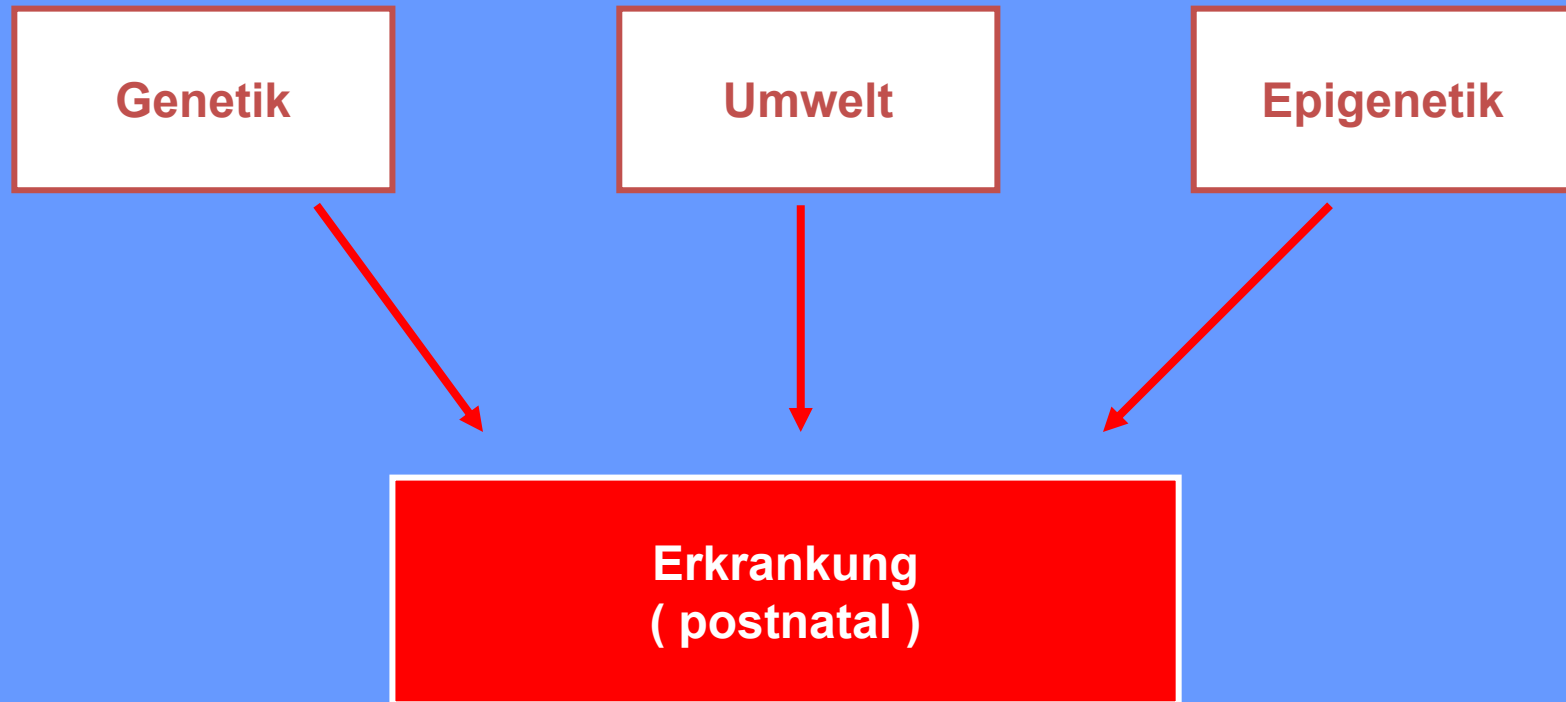 Genetik
Umwelt
Epigenetik
Erkrankung
( postnatal )